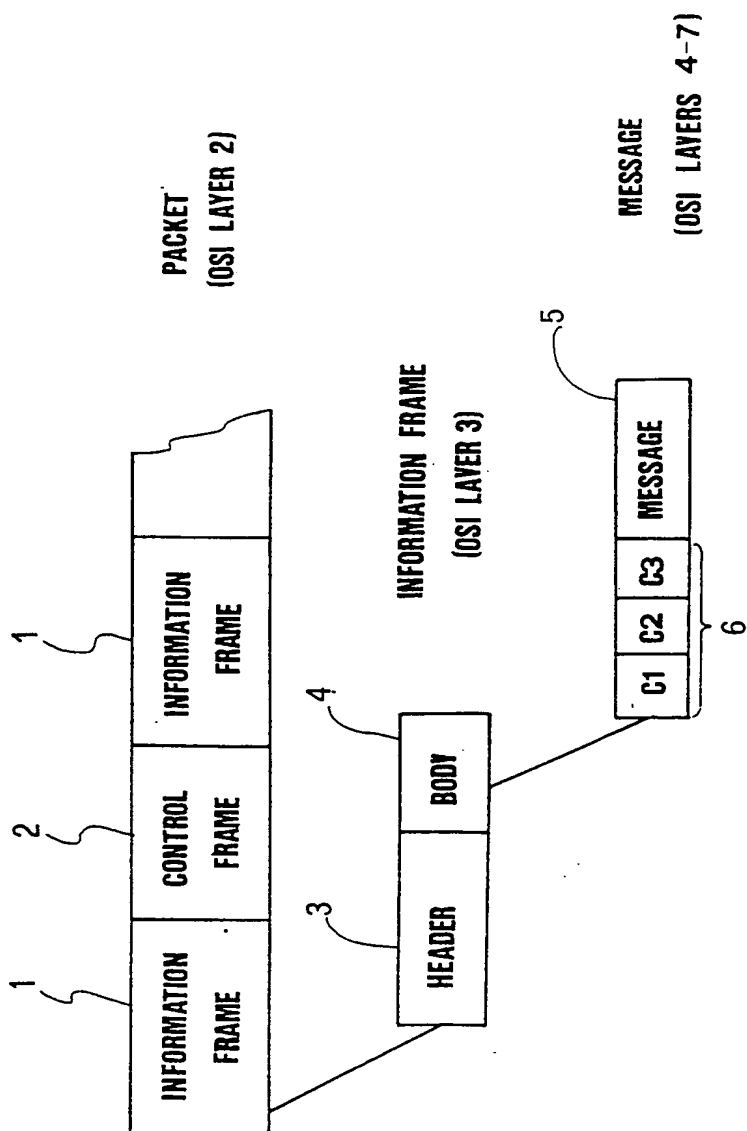 1
2
1
INFORMATION
FRAME
CONTROL
FRAME
INFORMATION
FRAME
PACKET
(OSI LAYER 2)
3
4
HEADER
BODY
INFORMATION FRAME
(OSI LAYER 3)
5
C1
C2
C3
MESSAGE
6
MESSAGE
(OSI LAYERS 4-7)